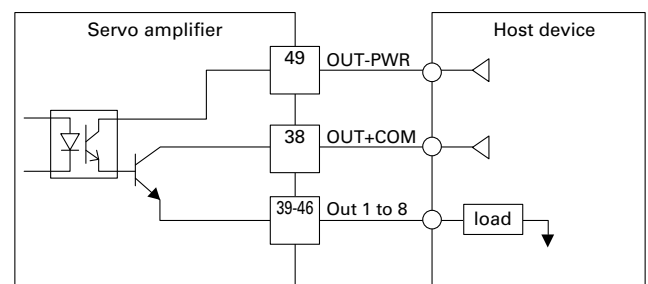 Servo amplifier
Host device
49
OUT-PWR
38
OUT+COM
39-46
Out 1 to 8
load